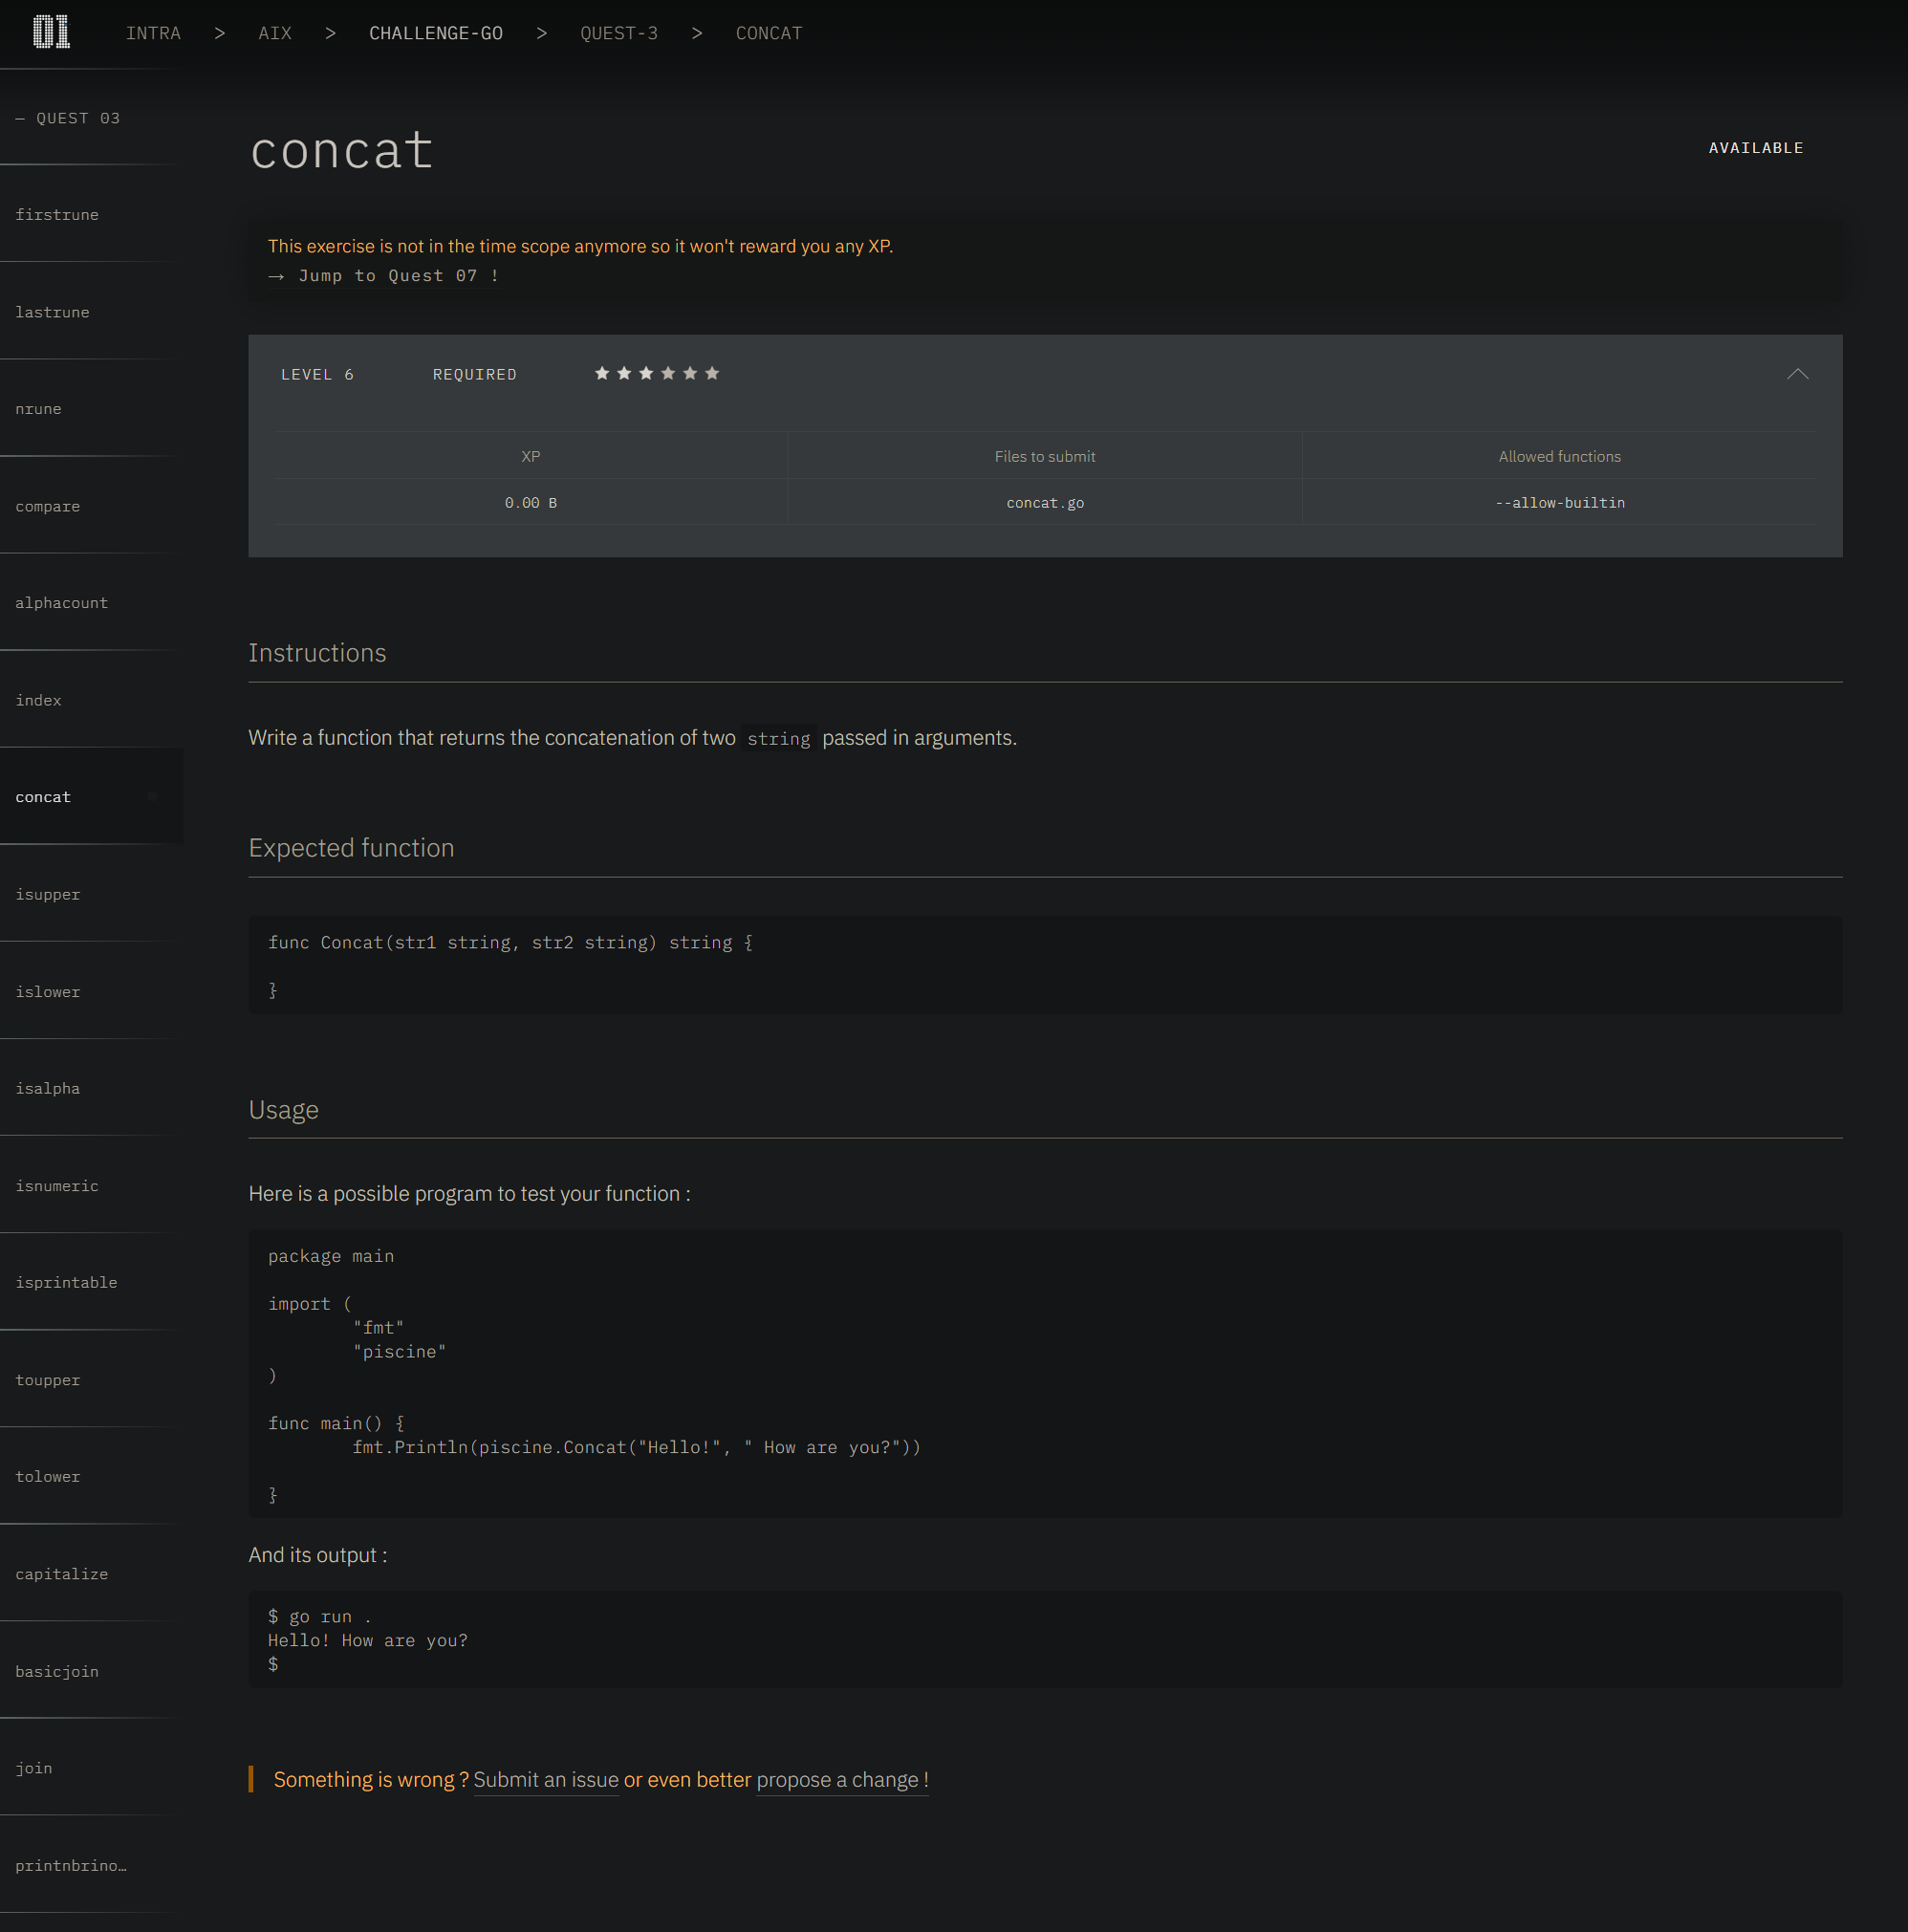 01 INTRA > AIX > CHALLENGE-GO > QUEST-3 > CONCAT
— QUEST 03
firstrune
lastrune
nrune
compare
alphacount
index
concat
isupper
islower
isalpha
isnumeric
isprintable
toupper
tolower
capitalize
basicjoin
join
printnbrino…
concat
AVAILABLE
This exercise is not in the time scope anymore so it won't reward you any XP.
→ Jump to Quest 07 !
LEVEL 6 REQUIRED
XP Files to submit Allowed functions
0.00 B concat.go --allow-builtin
Instructions
Write a function that returns the concatenation of two string passed in arguments.
Expected function
func Concat(str1 string, str2 string) string {
}
Usage
Here is a possible program to test your function :
package main
import (
"fmt"
"piscine"
)
func main() {
fmt.Println(piscine.Concat("Hello!", " How are you?"))
}
And its output :
$ go run .
Hello! How are you?
$
Something is wrong ? Submit an issue or even better propose a change !